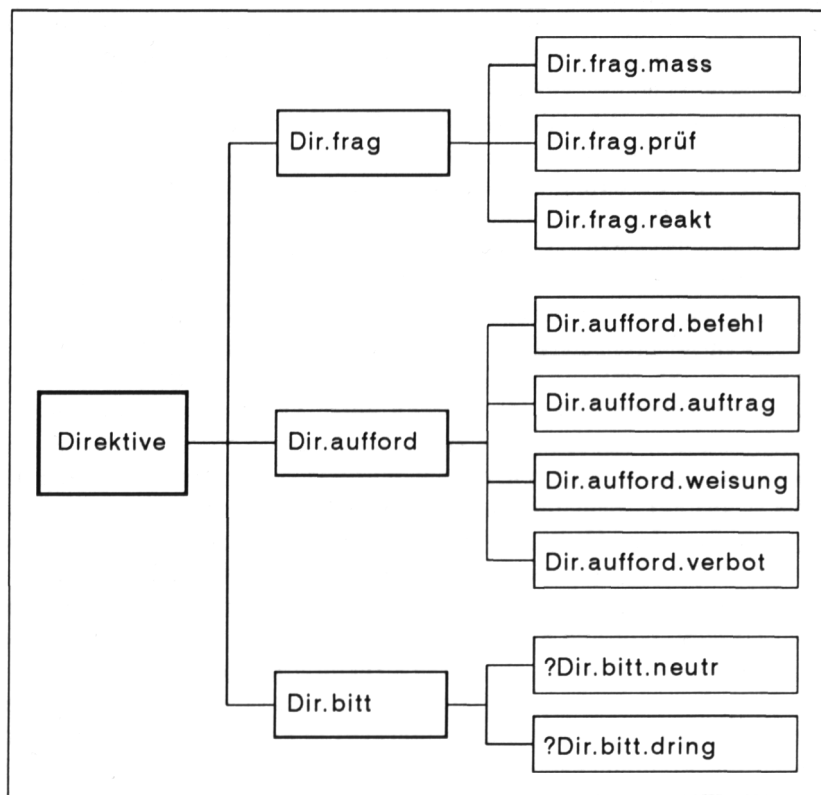 Direktive
Dir.frag
Dir.frag.mass
Dir.frag.prüf
Dir.frag.reakt
Dir.aufford
Dir.aufford.befehl
Dir.aufford.auftrag
Dir.aufford.weisung
Dir.aufford.verbot
Dir.bitt
?Dir.bitt.neutr
?Dir.bitt.dring